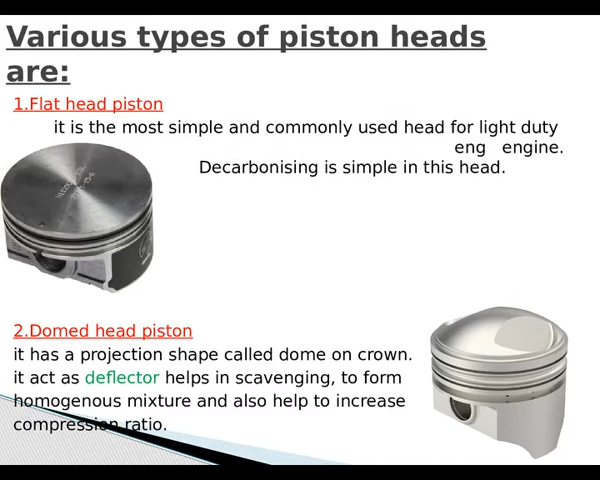 Various types of piston heads
are:
1.Flat head piston
it is the most simple and commonly used head for light duty
eng engine.
Decarbonising is simple in this head.
2.Domed head piston
it has a projection shape called dome on crown.
it act as deflector helps in scavenging, to form
homogenous mixture and also help to increase
compression ratio.